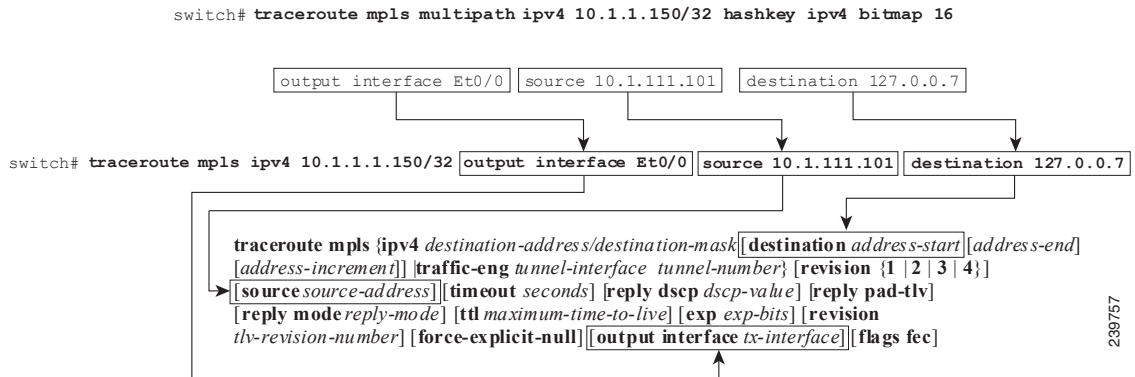 switch# traceroute mpls multipath ipv4 10.1.1.150/32 hashkey ipv4 bitmap 16
output interface Et0/0 source 10.1.111.101 destination 127.0.0.7
switch# traceroute mpls ipv4 10.1.1.1.150/32 output interface Et0/0 source 10.1.111.101 destination 127.0.0.7
traceroute mpls {ipv4 destination-address/destination-mask [destination address-start [address-end]
[address-increment]] |traffic-eng tunnel-interface tunnel-number} [revision {1 | 2 | 3 | 4}]
[source source-address] [timeout seconds] [reply dscp dscp-value] [reply pad-tlv]
[reply mode reply-mode] [ttl maximum-time-to-live] [exp exp-bits] [revision
tlv-revision-number] [force-explicit-null] [output interface tx-interface] [flags fec]
239757